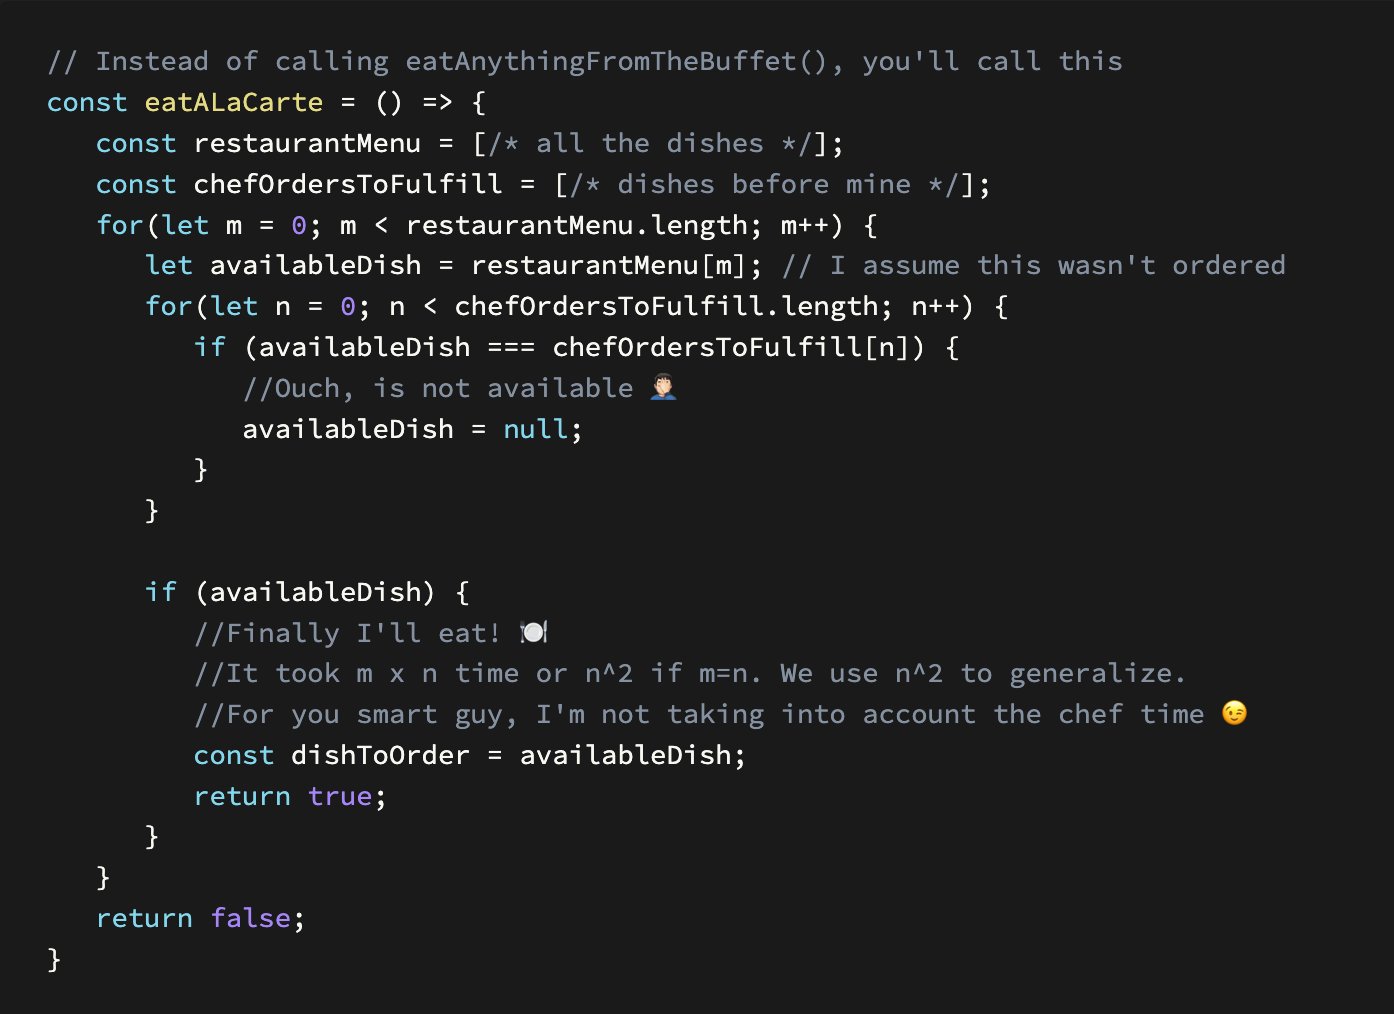 // Instead of calling eatAnythingFromTheBuffet(), you'll call this
const eatALaCarte = () => {
   const restaurantMenu = [/* all the dishes */];
   const chefOrdersToFulfill = [/* dishes before mine */];
   for(let m = 0; m < restaurantMenu.length; m++) {
      let availableDish = restaurantMenu[m]; // I assume this wasn't ordered
      for(let n = 0; n < chefOrdersToFulfill.length; n++) {
         if (availableDish === chefOrdersToFulfill[n]) {
            //Ouch, is not available 🤦🏻‍♂️
            availableDish = null;
         }
      }

      if (availableDish) {
         //Finally I'll eat! 🍽️
         //It took m x n time or n^2 if m=n. We use n^2 to generalize.
         //For you smart guy, I'm not taking into account the chef time 😉
         const dishToOrder = availableDish;
         return true;
      }
   }
   return false;
}